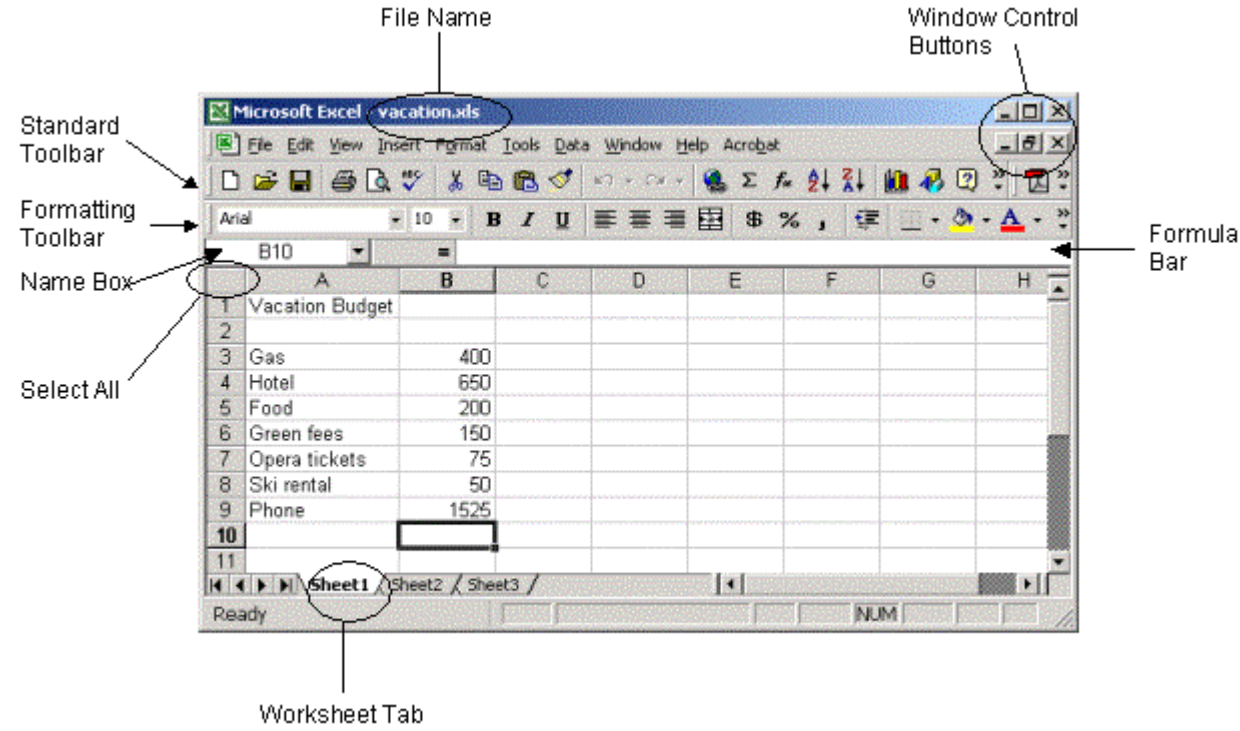 File Name
Window Control
Buttons
Microsoft Excel - vacation.xls
Standard
Toolbar
File Edit View Insert Format Tools Data Window Help Acrobat
ABC Σ fx A Z Z A ? »
Formatting
Toolbar
Arial 10 B I U $ % , A »
Formula
Bar
B10 =
Name Box
A B C D E F G H
1 Vacation Budget
2
3 Gas 400
4 Hotel 650
Select All
5 Food 200
6 Green fees 150
7 Opera tickets 75
8 Ski rental 50
9 Phone 1525
10
11
Sheet1 Sheet2 Sheet3
Ready NUM
Worksheet Tab